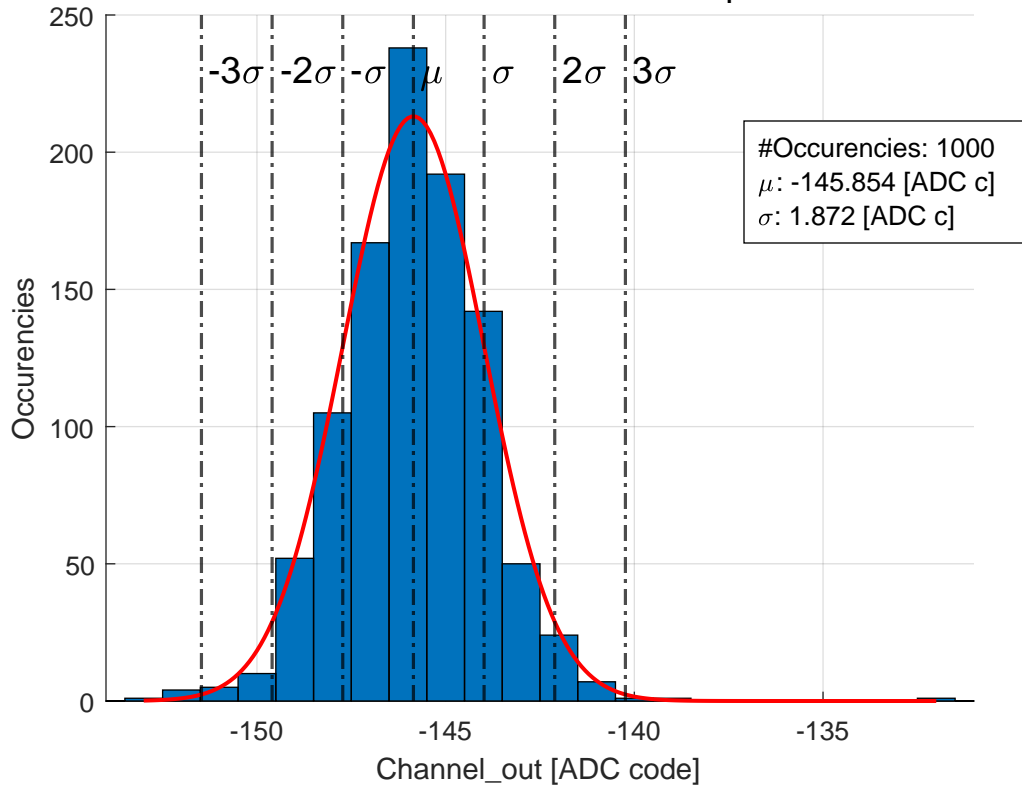 250
-3σ -2σ -σ μ σ 2σ 3σ
200
#Occurencies: 1000
μ: -145.854 [ADC c]
σ: 1.872 [ADC c]
150
Occurencies
100
50
0
-150 -145 -140 -135
Channel_out [ADC code]